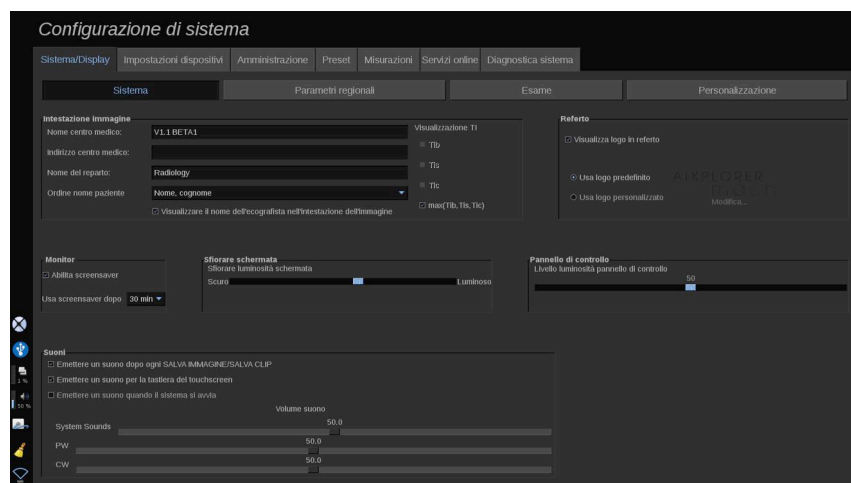 Configurazione di sistema
Sistema/Display Impostazioni dispositivi Amministrazione Preset Misurazioni Servizi online Diagnostica sistema
Sistema Parametri regionali Esame Personalizzazione
Intestazione immagine
Nome centro medico: V1.1 BETA1
Indirizzo centro medico:
Nome del reparto: Radiology
Ordine nome paziente Nome, cognome
Visualizzare il nome dell'ecografista nell'intestazione dell'immagine
Visualizzazione TI
TIb
TIs
TIc
max(TIb,TIs,TIc)
Referto
Visualizza logo in referto
Usa logo predefinito
Usa logo personalizzato
AIXPLORER
Modifica...
Monitor
Abilita screensaver
Usa screensaver dopo 30 min
Sfiorare schermata
Sfiorare luminosità schermata
Scuro Luminoso
Pannello di controllo
Livello luminosità pannello di controllo
50
Suoni
Emettere un suono dopo ogni SALVA IMMAGINE/SALVA CLIP
Emettere un suono per la tastiera del touchscreen
Emettere un suono quando il sistema si avvia
Volume suono
System Sounds 50.0
PW 50.0
CW 50.0
1 %
50 %